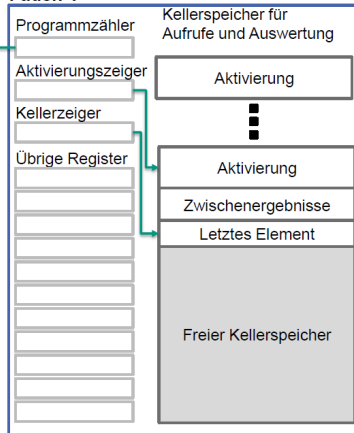 Programmzähler
Aktivierungszeiger
Kellerzeiger
Übrige Register
Kellerspeicher für
Aufrufe und Auswertung
Aktivierung
Aktivierung
Zwischenergebnisse
Letztes Element
Freier Kellerspeicher